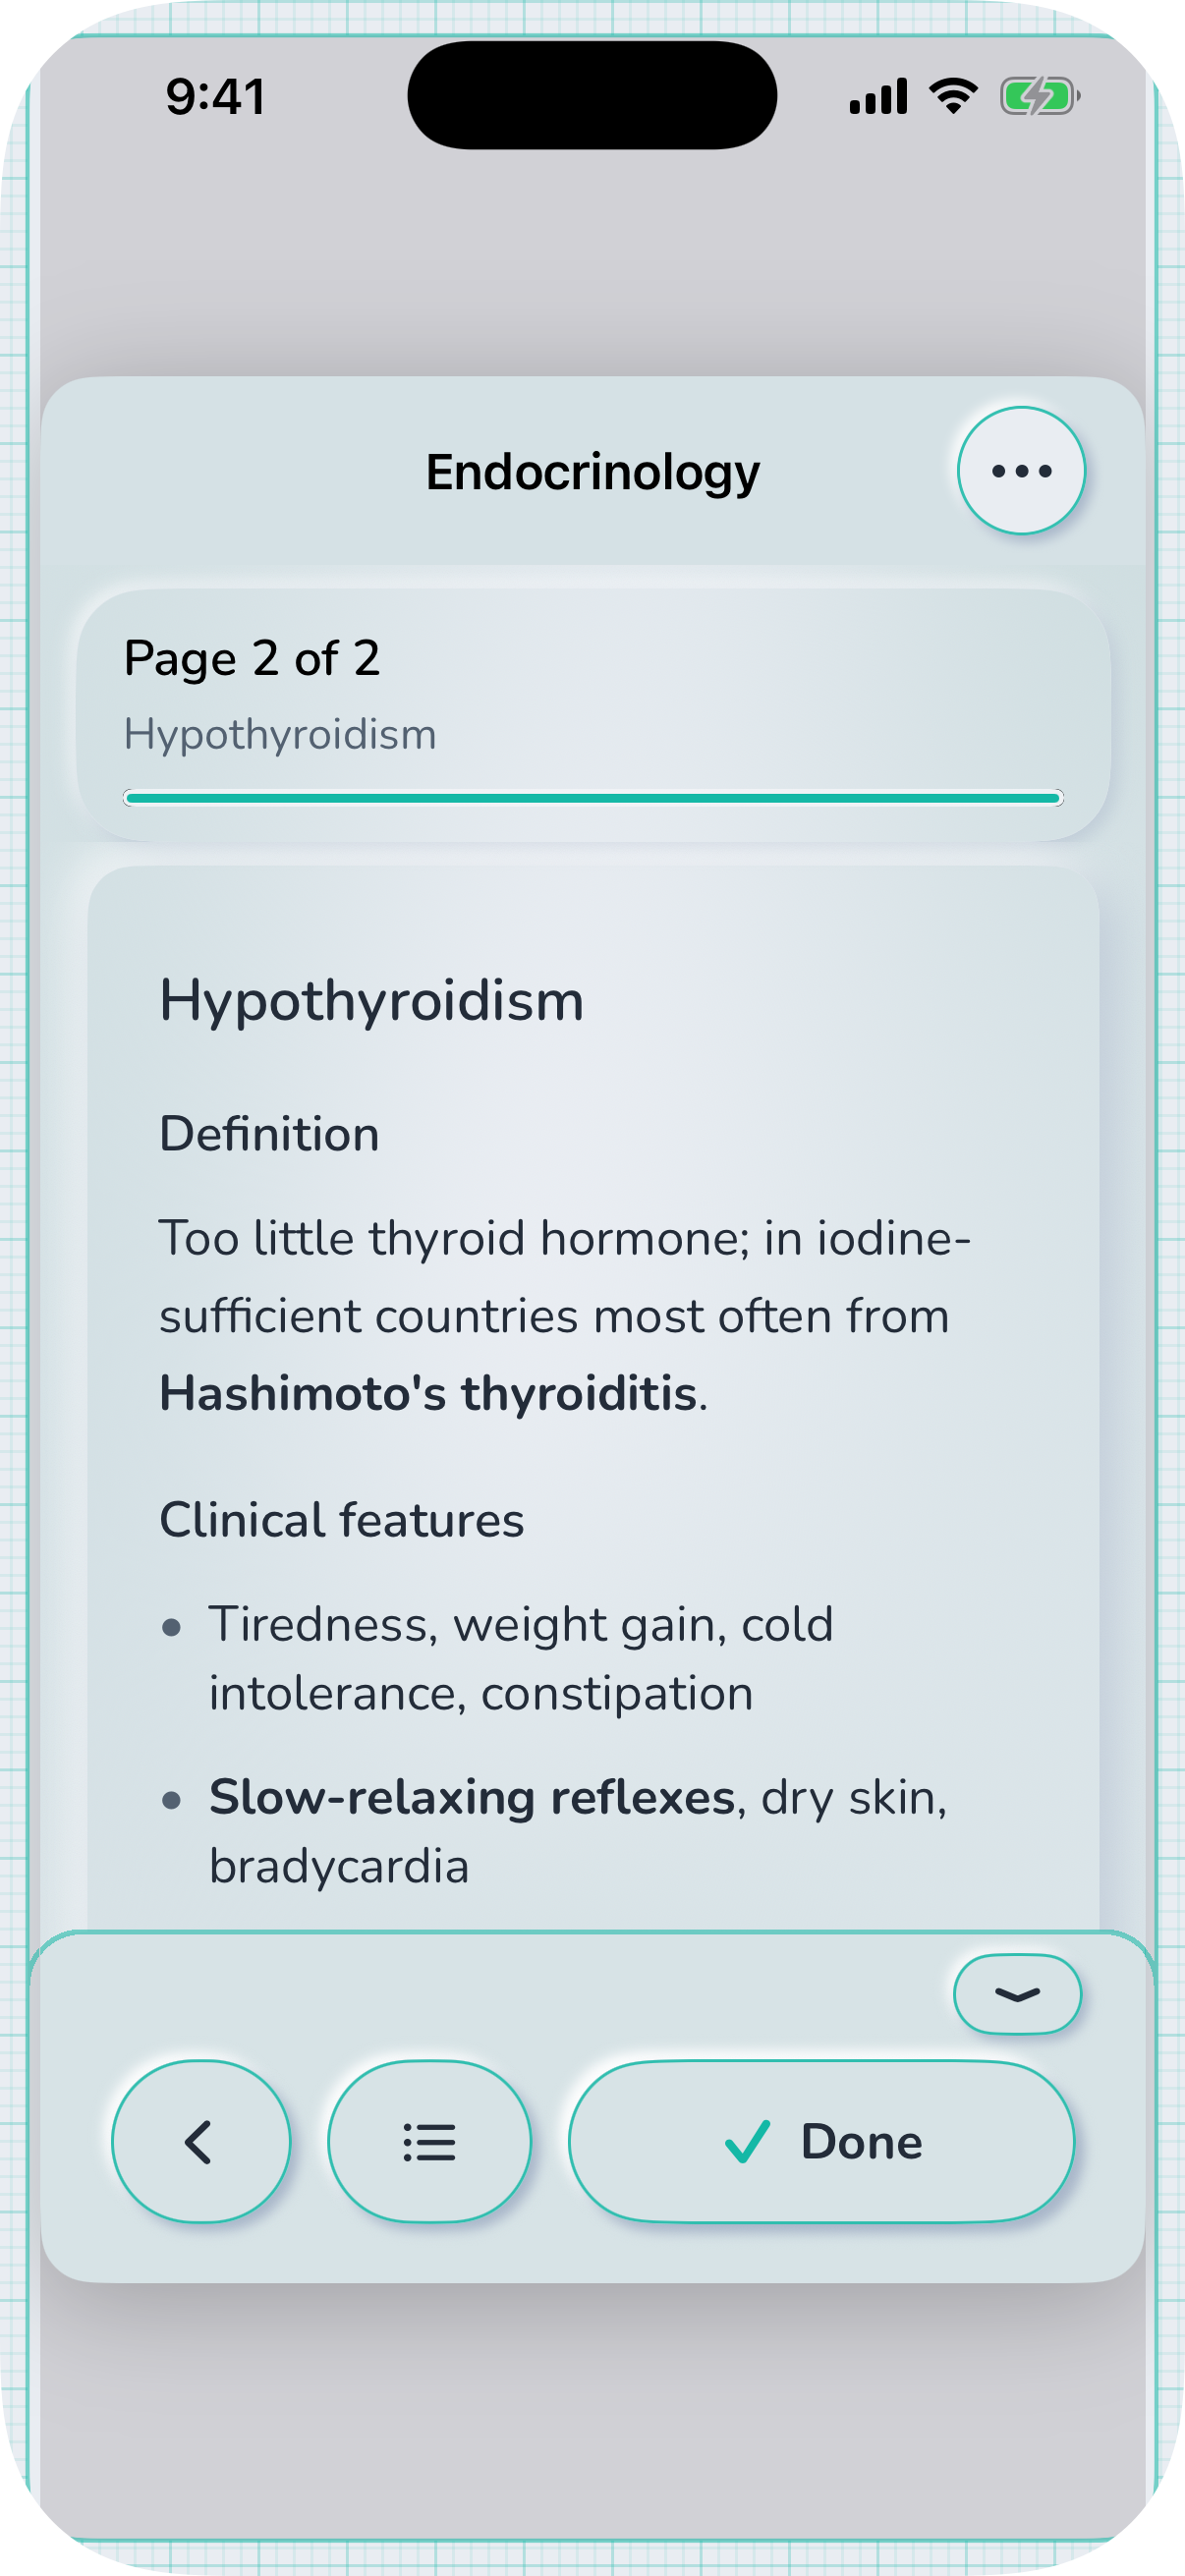 9:41
Endocrinology
Page 2 of 2
Hypothyroidism
Hypothyroidism
Definition
Too little thyroid hormone; in iodine-
sufficient countries most often from
Hashimoto's thyroiditis.
Clinical features
• Tiredness, weight gain, cold
intolerance, constipation
• Slow-relaxing reflexes, dry skin,
bradycardia
Done